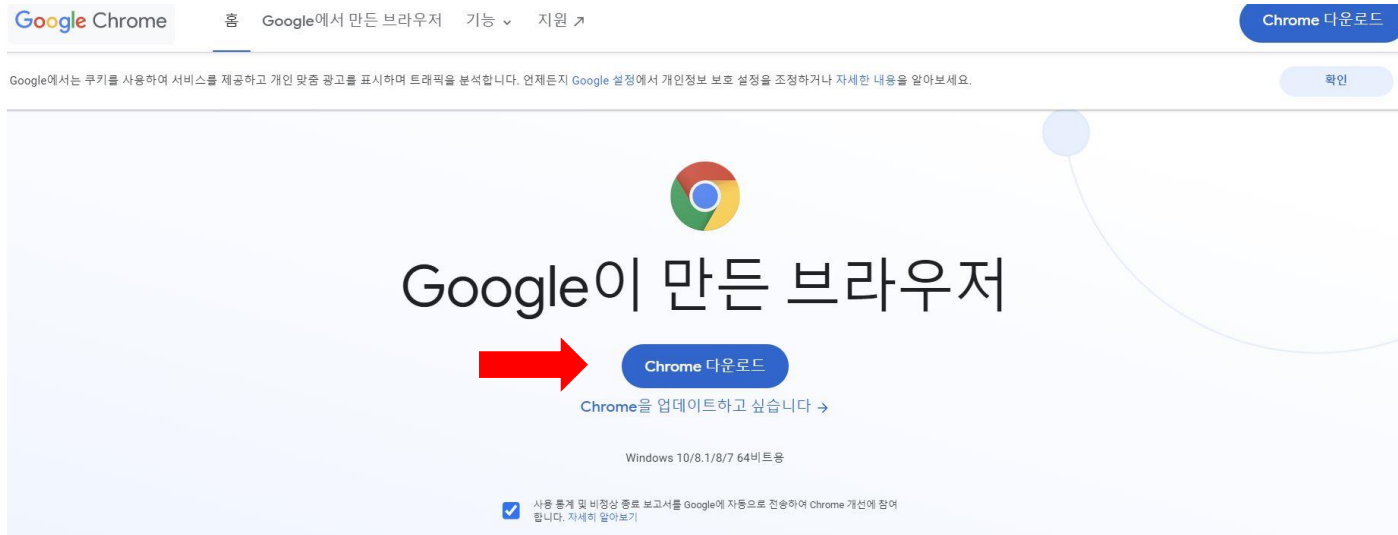 Google Chrome
홈 Google에서 만든 브라우저 기능 지원
Chrome 다운로드
Google에서는 쿠키를 사용하여 서비스를 제공하고 개인 맞춤 광고를 표시하며 트래픽을 분석합니다. 언제든지 Google 설정에서 개인정보 보호 설정을 조정하거나 자세한 내용을 알아보세요.
확인
Google이 만든 브라우저
Chrome 다운로드
Chrome을 업데이트하고 싶습니다 →
Windows 10/8.1/8/7 64비트용
사용 통계 및 비정상 종료 보고서를 Google에 자동으로 전송하여 Chrome 개선에 참여
합니다. 자세히 알아보기